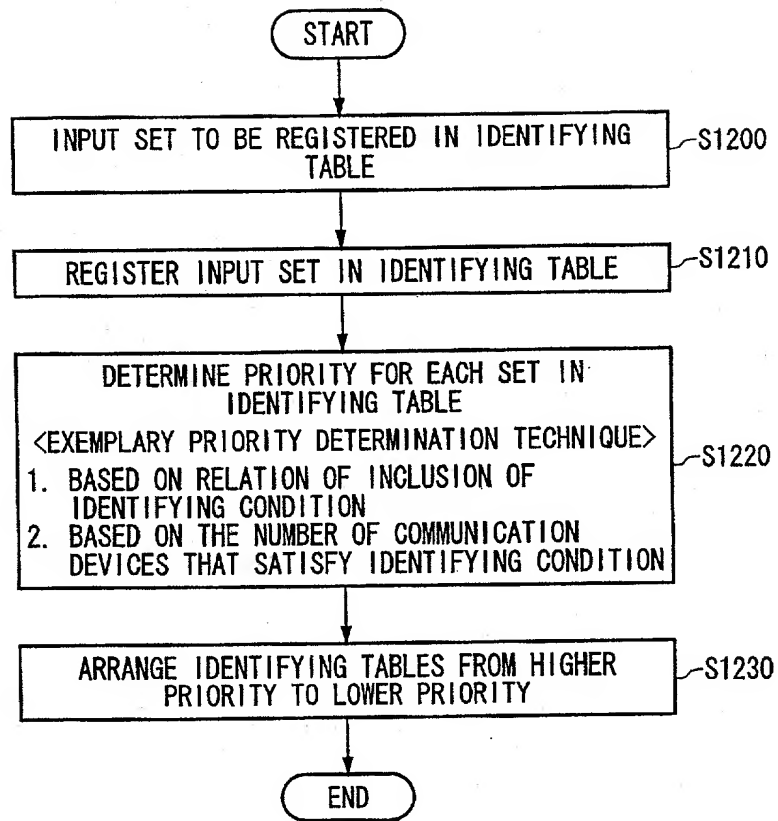 START
INPUT SET TO BE REGISTERED IN IDENTIFYING
TABLE
S1200
REGISTER INPUT SET IN IDENTIFYING TABLE
S1210
DETERMINE PRIORITY FOR EACH SET IN
IDENTIFYING TABLE
<EXEMPLARY PRIORITY DETERMINATION TECHNIQUE>
1. BASED ON RELATION OF INCLUSION OF
IDENTIFYING CONDITION
2. BASED ON THE NUMBER OF COMMUNICATION
DEVICES THAT SATISFY IDENTIFYING CONDITION
S1220
ARRANGE IDENTIFYING TABLES FROM HIGHER
PRIORITY TO LOWER PRIORITY
S1230
END